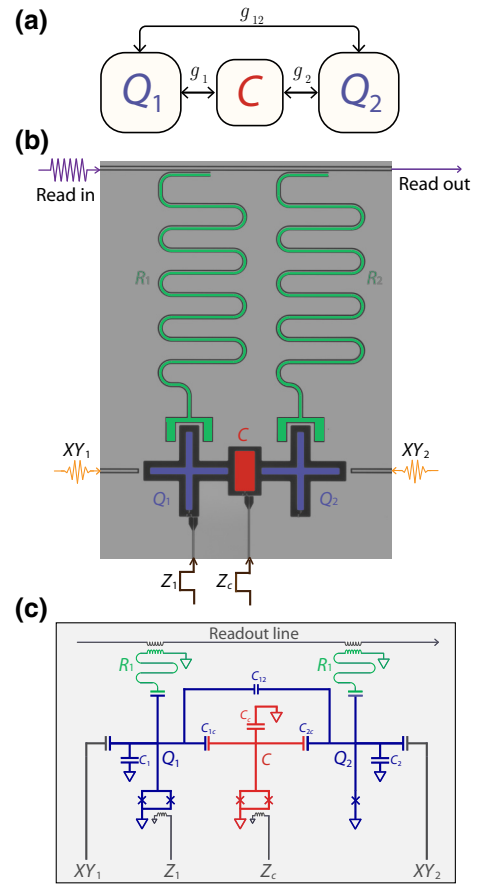 (a)
g12
Q1 g1 C g2 Q2
(b)
Read in Read out
R1 R2
C
XY1 XY2
Q1 Q2
Z1 Zc
(c)
Readout line
R1 R1
C12
Cc
C1c C2c
C1 Q1 C Q2 C2
XY1 Z1 Zc XY2